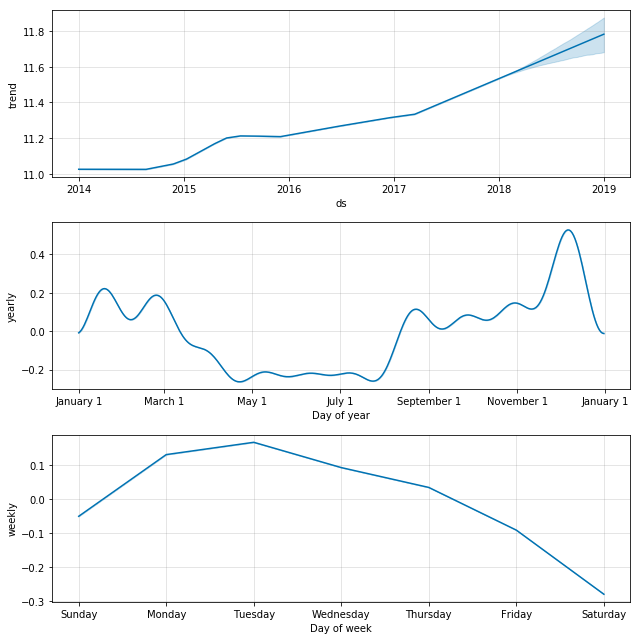 11.8
11.6
11.4
11.2
11.0
trend
2014 2015 2016 2017 2018 2019
ds
0.4
0.2
0.0
−0.2
yearly
January 1 March 1 May 1 July 1 September 1 November 1 January 1
Day of year
0.1
0.0
−0.1
−0.2
−0.3
weekly
Sunday Monday Tuesday Wednesday Thursday Friday Saturday
Day of week